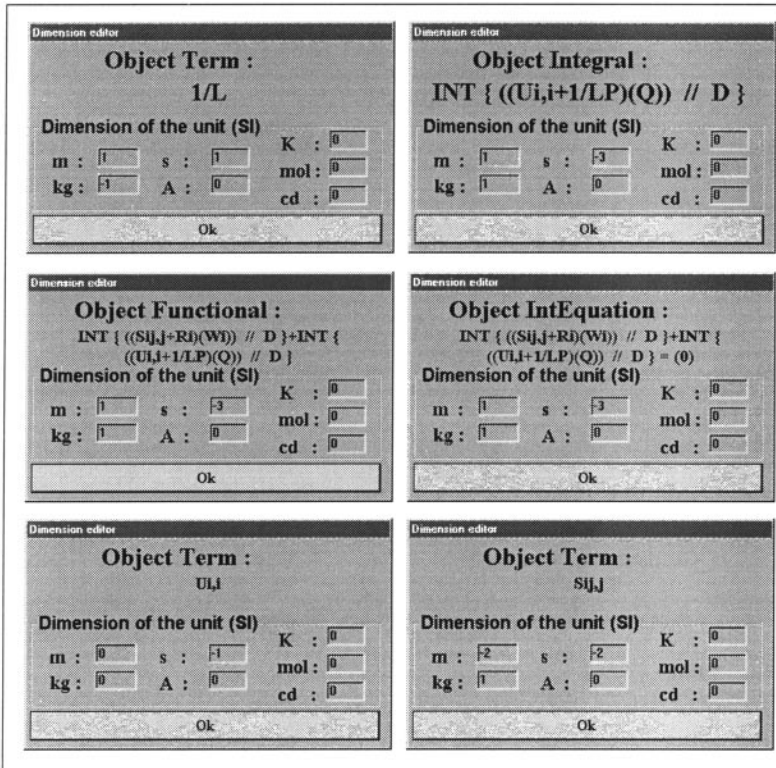 Dimension editor
Object Term :
1/L
Dimension of the unit (SI)
m : 1 s : 1 K : 0
kg : -1 A : 0 mol : 0
cd : 0
Ok
Dimension editor
Object Integral :
INT { ((Ui,i+1/LP)(Q)) // D }
Dimension of the unit (SI)
m : 1 s : -3 K : 0
kg : 1 A : 0 mol : 0
cd : 0
Ok
Dimension editor
Object Functional :
INT { ((Sij,j+Ri)(Wi)) // D }+INT {
((Ui,i+1/LP)(Q)) // D }
Dimension of the unit (SI)
m : 1 s : -3 K : 0
kg : 1 A : 0 mol : 0
cd : 0
Ok
Dimension editor
Object IntEquation :
INT { ((Sij,j+Ri)(Wi)) // D }+INT {
((Ui,i+1/LP)(Q)) // D } = (0)
Dimension of the unit (SI)
m : 1 s : -3 K : 0
kg : 1 A : 0 mol : 0
cd : 0
Ok
Dimension editor
Object Term :
Ui,i
Dimension of the unit (SI)
m : 0 s : -1 K : 0
kg : 0 A : 0 mol : 0
cd : 0
Ok
Dimension editor
Object Term :
Sij,j
Dimension of the unit (SI)
m : -2 s : -2 K : 0
kg : 1 A : 0 mol : 0
cd : 0
Ok